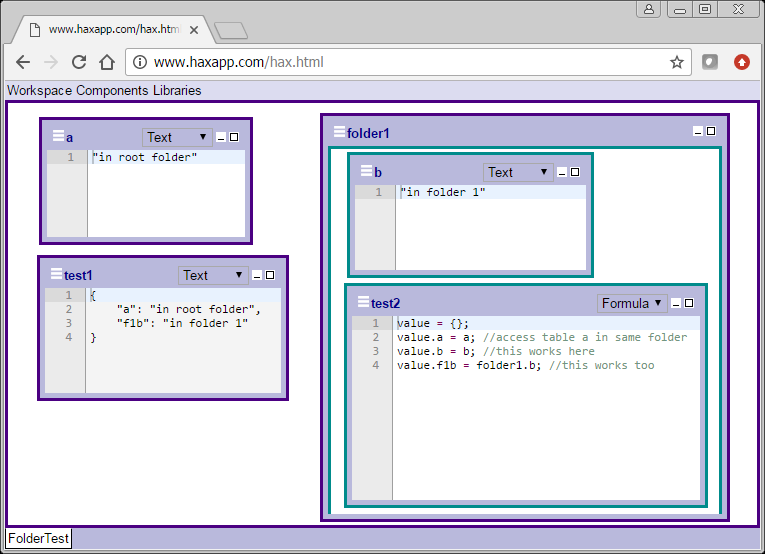 www.haxapp.com/hax.html
www.haxapp.com/hax.html
Workspace Components Libraries
a
Text
1 "in root folder"
test1
Text
1 {
2 "a": "in root folder",
3 "f1b": "in folder 1"
4 }
folder1
b
Text
1 "in folder 1"
test2
Formula
1 value = {};
2 value.a = a; //access table a in same folder
3 value.b = b; //this works here
4 value.f1b = folder1.b; //this works too
FolderTest